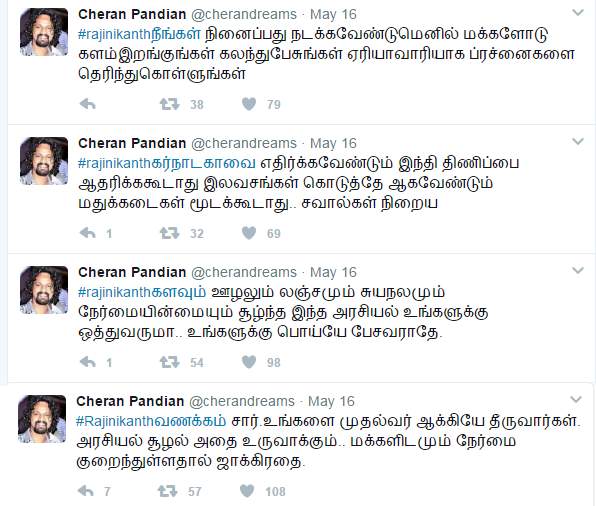 Cheran Pandian @cherandreams · May 16
#rajinikanthநீங்கள் நினைப்பது நடக்கவேண்டுமெனில் மக்களோடு
களம்இறங்குங்கள் கலந்துபேசுங்கள் ஏரியாவாரியாக ப்ரச்னைகளை
தெரிந்துகொள்ளுங்கள்
38 79
Cheran Pandian @cherandreams · May 16
#rajinikanthகர்நாடகாவை எதிர்க்கவேண்டும் இந்தி திணிப்பை
ஆதரிக்ககூடாது இலவசங்கள் கொடுத்தே ஆகவேண்டும்
மதுக்கடைகள் மூடக்கூடாது.. சவால்கள் நிறைய
1 32 69
Cheran Pandian @cherandreams · May 16
#rajinikanthகளவும் ஊழலும் லஞ்சமும் சுயநலமும்
நேர்மையின்மையும் சூழ்ந்த இந்த அரசியல் உங்களுக்கு
ஒத்துவருமா.. உங்களுக்கு பொய்யே பேசவராதே.
1 54 98
Cheran Pandian @cherandreams · May 16
#Rajinikanthவணக்கம் சார்.உங்களை முதல்வர் ஆக்கியே தீருவார்கள்.
அரசியல் சூழல் அதை உருவாக்கும்.. மக்களிடமும் நேர்மை
குறைந்துள்ளதால் ஜாக்கிரதை.
7 57 108